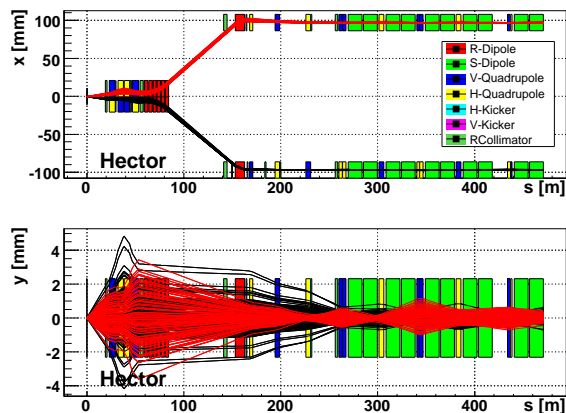 x [mm]
100
50
0
-50
-100
R-Dipole
S-Dipole
V-Quadrupole
H-Quadrupole
H-Kicker
V-Kicker
RCollimator
Hector
0 100 200 300 400
s [m]
y [mm]
4
2
0
-2
-4
Hector
0 100 200 300 400
s [m]